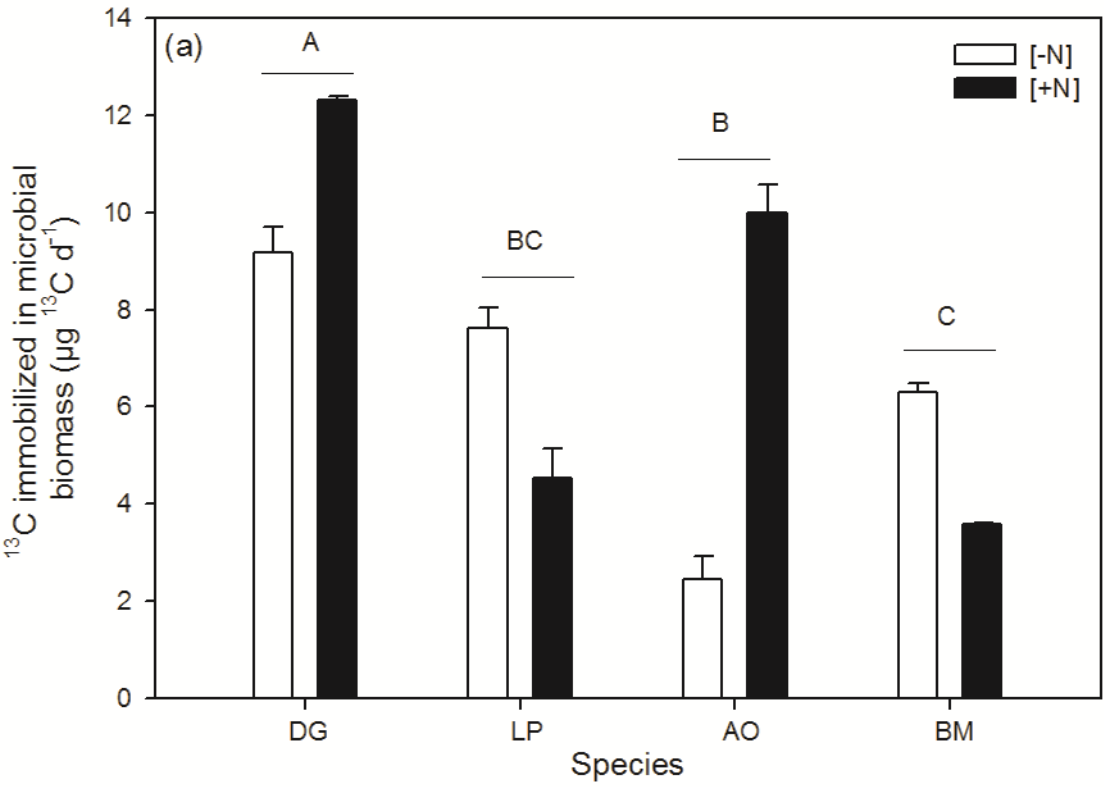 (a)
[-N]
[+N]
A
BC
B
C
14
12
10
8
6
4
2
0
¹³C immobilized in microbial
biomass (µg ¹³C d⁻¹)
DG LP AO BM
Species